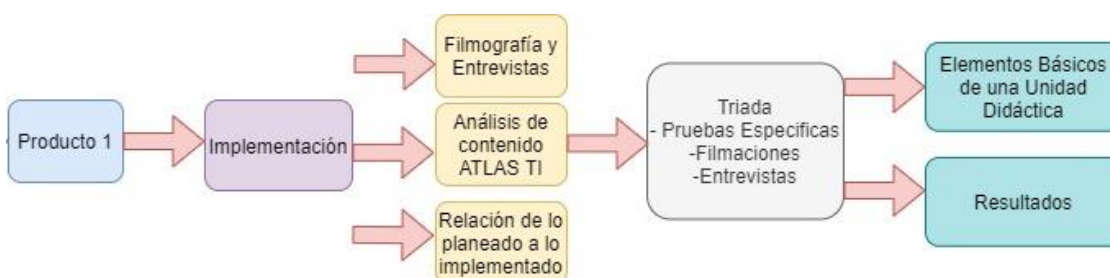 Producto 1
Implementación
Filmografía y
Entrevistas
Análisis de
contenido
ATLAS TI
Relación de lo
planeado a lo
implementado
Triada
- Pruebas Específicas
-Filmaciones
-Entrevistas
Elementos Básicos
de una Unidad
Didáctica
Resultados